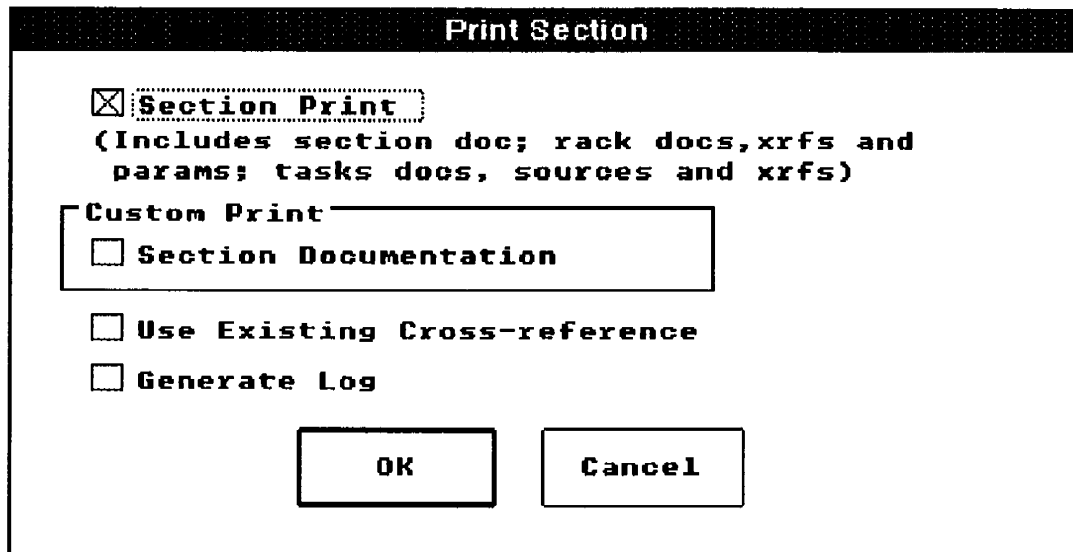 Print Section
Section Print
(Includes section doc; rack docs,xrfs and
params; tasks docs, sources and xrfs)
Custom Print
Section Documentation
Use Existing Cross-reference
Generate Log
OK
Cancel